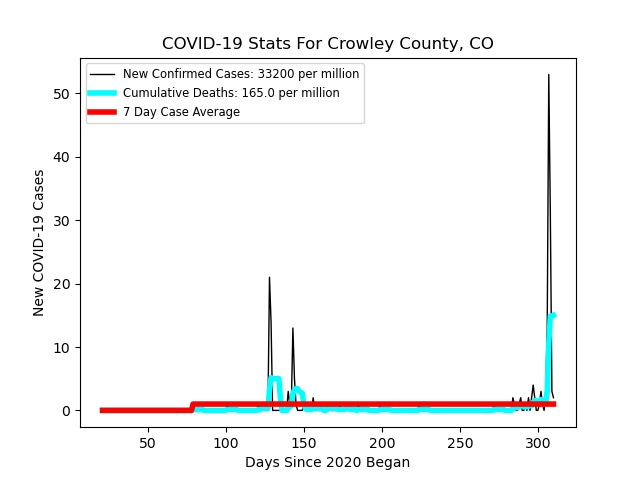 COVID-19 Stats For Crowley County, CO
New Confirmed Cases: 33200 per million
Cumulative Deaths: 165.0 per million
7 Day Case Average
New COVID-19 Cases
50
40
30
20
10
0
50 100 150 200 250 300
Days Since 2020 Began